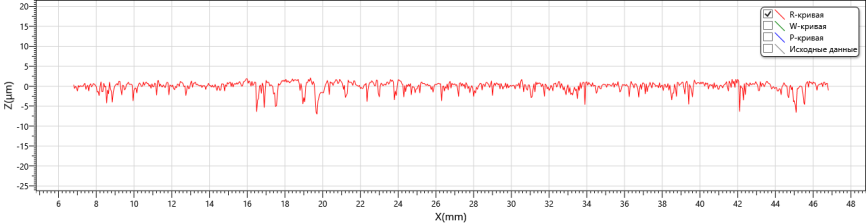 R-кривая
W-кривая
P-кривая
Исходные данные
Z(µm)
20
15
10
5
0
-5
-10
-15
-20
-25
6 8 10 12 14 16 18 20 22 24 26 28 30 32 34 36 38 40 42 44 46 48
X(mm)